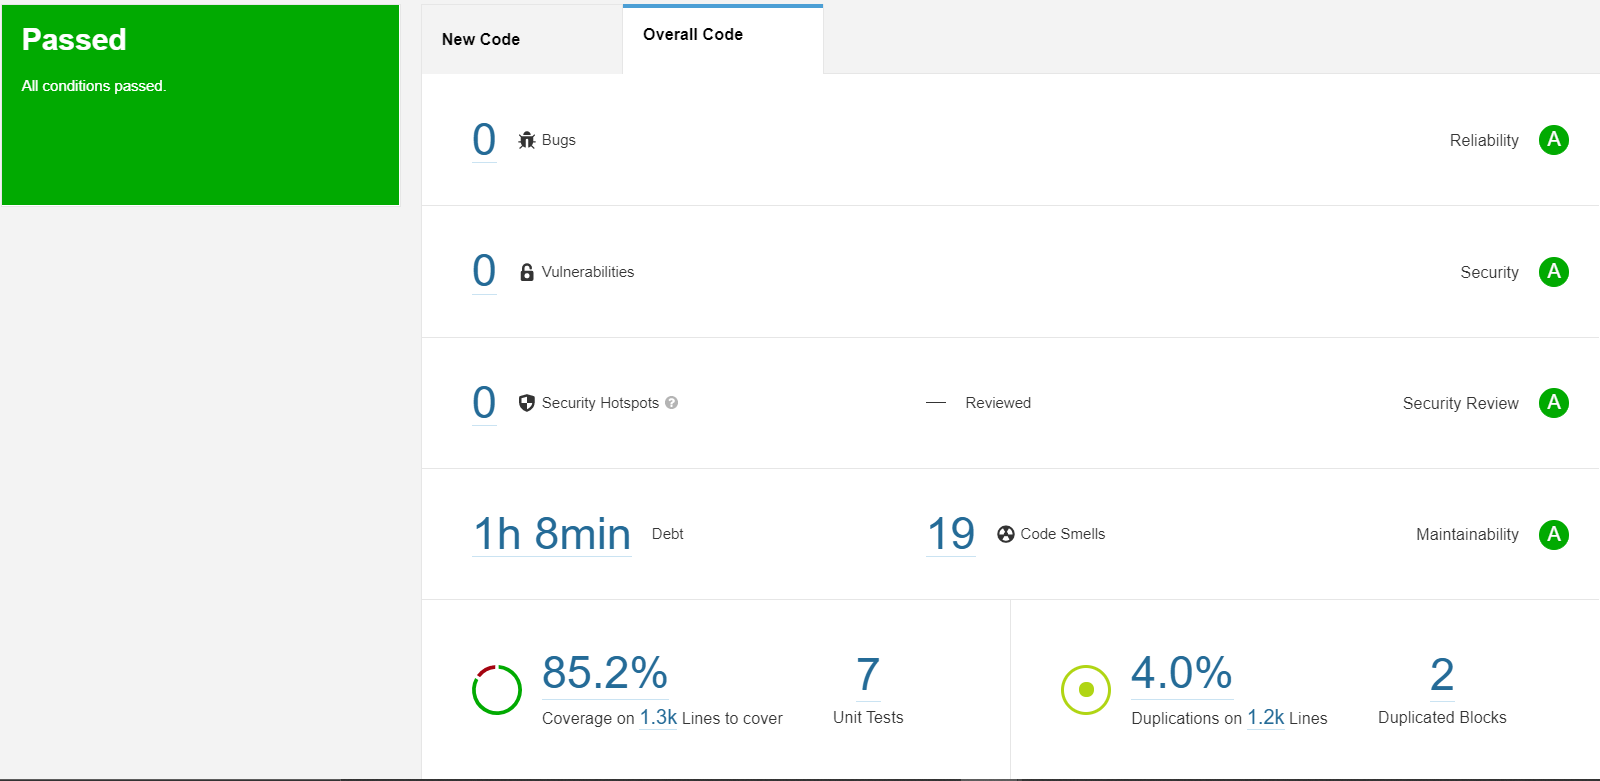 Passed
All conditions passed.
New Code
Overall Code
0 Bugs
Reliability A
0 Vulnerabilities
Security A
0 Security Hotspots ?
— Reviewed
Security Review A
1h 8min Debt
19 Code Smells
Maintainability A
85.2%
Coverage on 1.3k Lines to cover
7
Unit Tests
4.0%
Duplications on 1.2k Lines
2
Duplicated Blocks